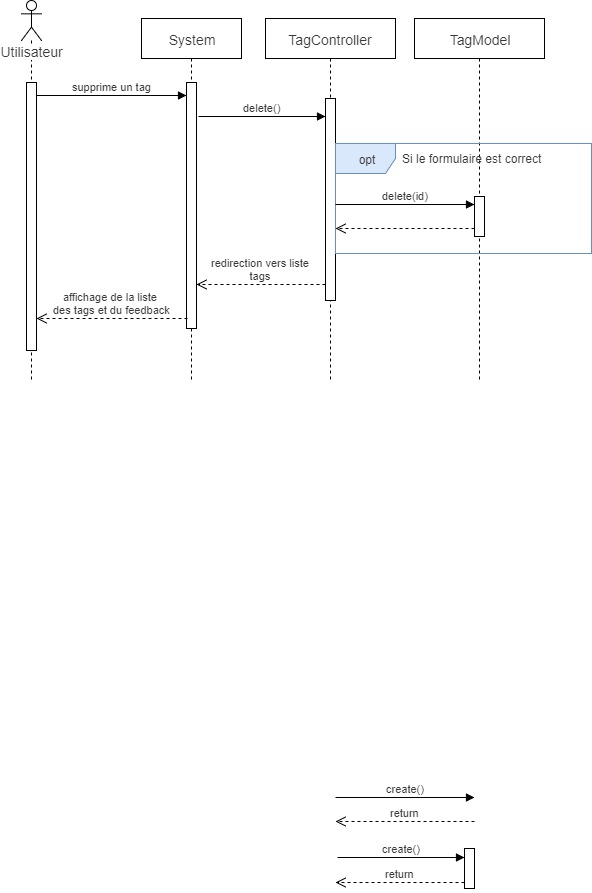 Utilisateur
System
TagController
TagModel
supprime un tag
delete()
opt
Si le formulaire est correct
delete(id)
redirection vers liste
tags
affichage de la liste
des tags et du feedback
create()
return
create()
return